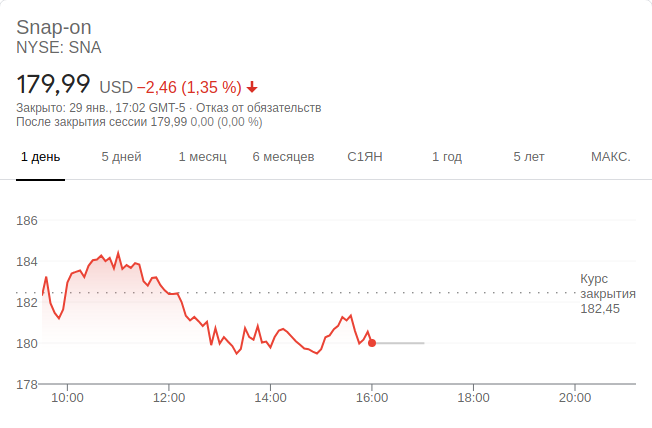 Snap-on
NYSE: SNA
179,99 USD −2,46 (1,35 %)
Закрыто: 29 янв., 17:02 GMT-5 · Отказ от обязательств
После закрытия сессии 179,99 0,00 (0,00 %)
1 день 5 дней 1 месяц 6 месяцев С1ЯН 1 год 5 лет МАКС.
186
184
Курс
закрытия
182,45
182
180
178
10:00 12:00 14:00 16:00 18:00 20:00